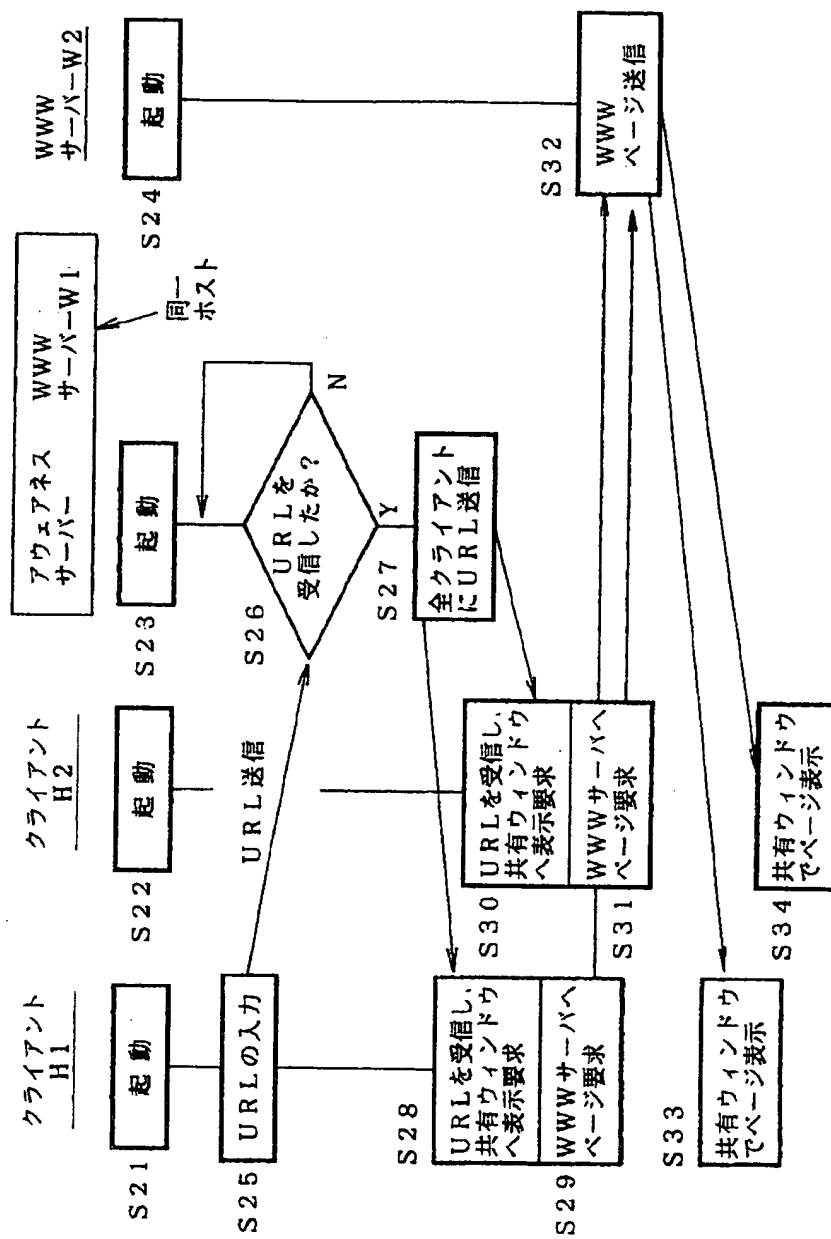 クライアント
H1
クライアント
H2
アウェアネス
サーバー
WWW
サーバーW1
同一
ホスト
WWW
サーバーW2
S21
起動
S22
起動
S23
起動
S24
起動
S25
URLの入力
URL送信
S26
URLを
受信したか？
N
Y
S27
全クライアント
にURL送信
S28
URLを受信し、
共有ウィンドウ
へ表示要求
S29
WWWサーバへ
ページ要求
S30
URLを受信し、
共有ウィンドウ
へ表示要求
S31
WWWサーバへ
ページ要求
S32
WWW
ページ送信
S33
共有ウィンドウ
でページ表示
S34
共有ウィンドウ
でページ表示